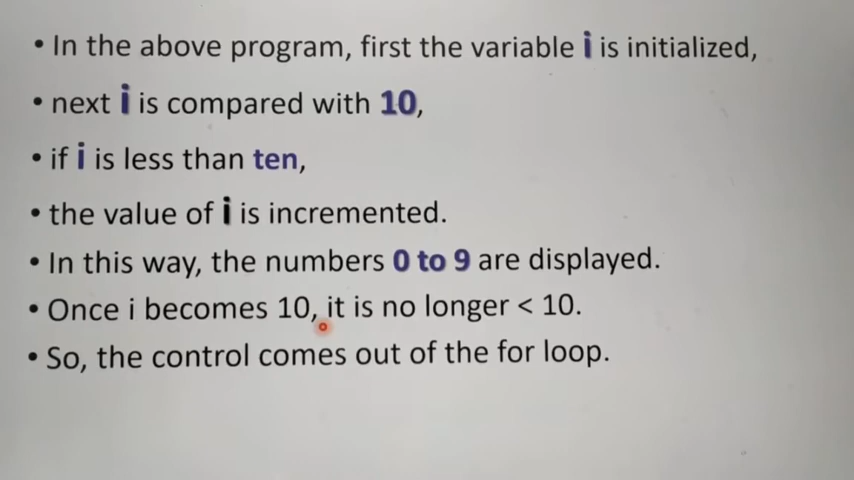 • In the above program, first the variable i is initialized,
• next i is compared with 10,
• if i is less than ten,
• the value of i is incremented.
• In this way, the numbers 0 to 9 are displayed.
• Once i becomes 10, it is no longer < 10.
• So, the control comes out of the for loop.